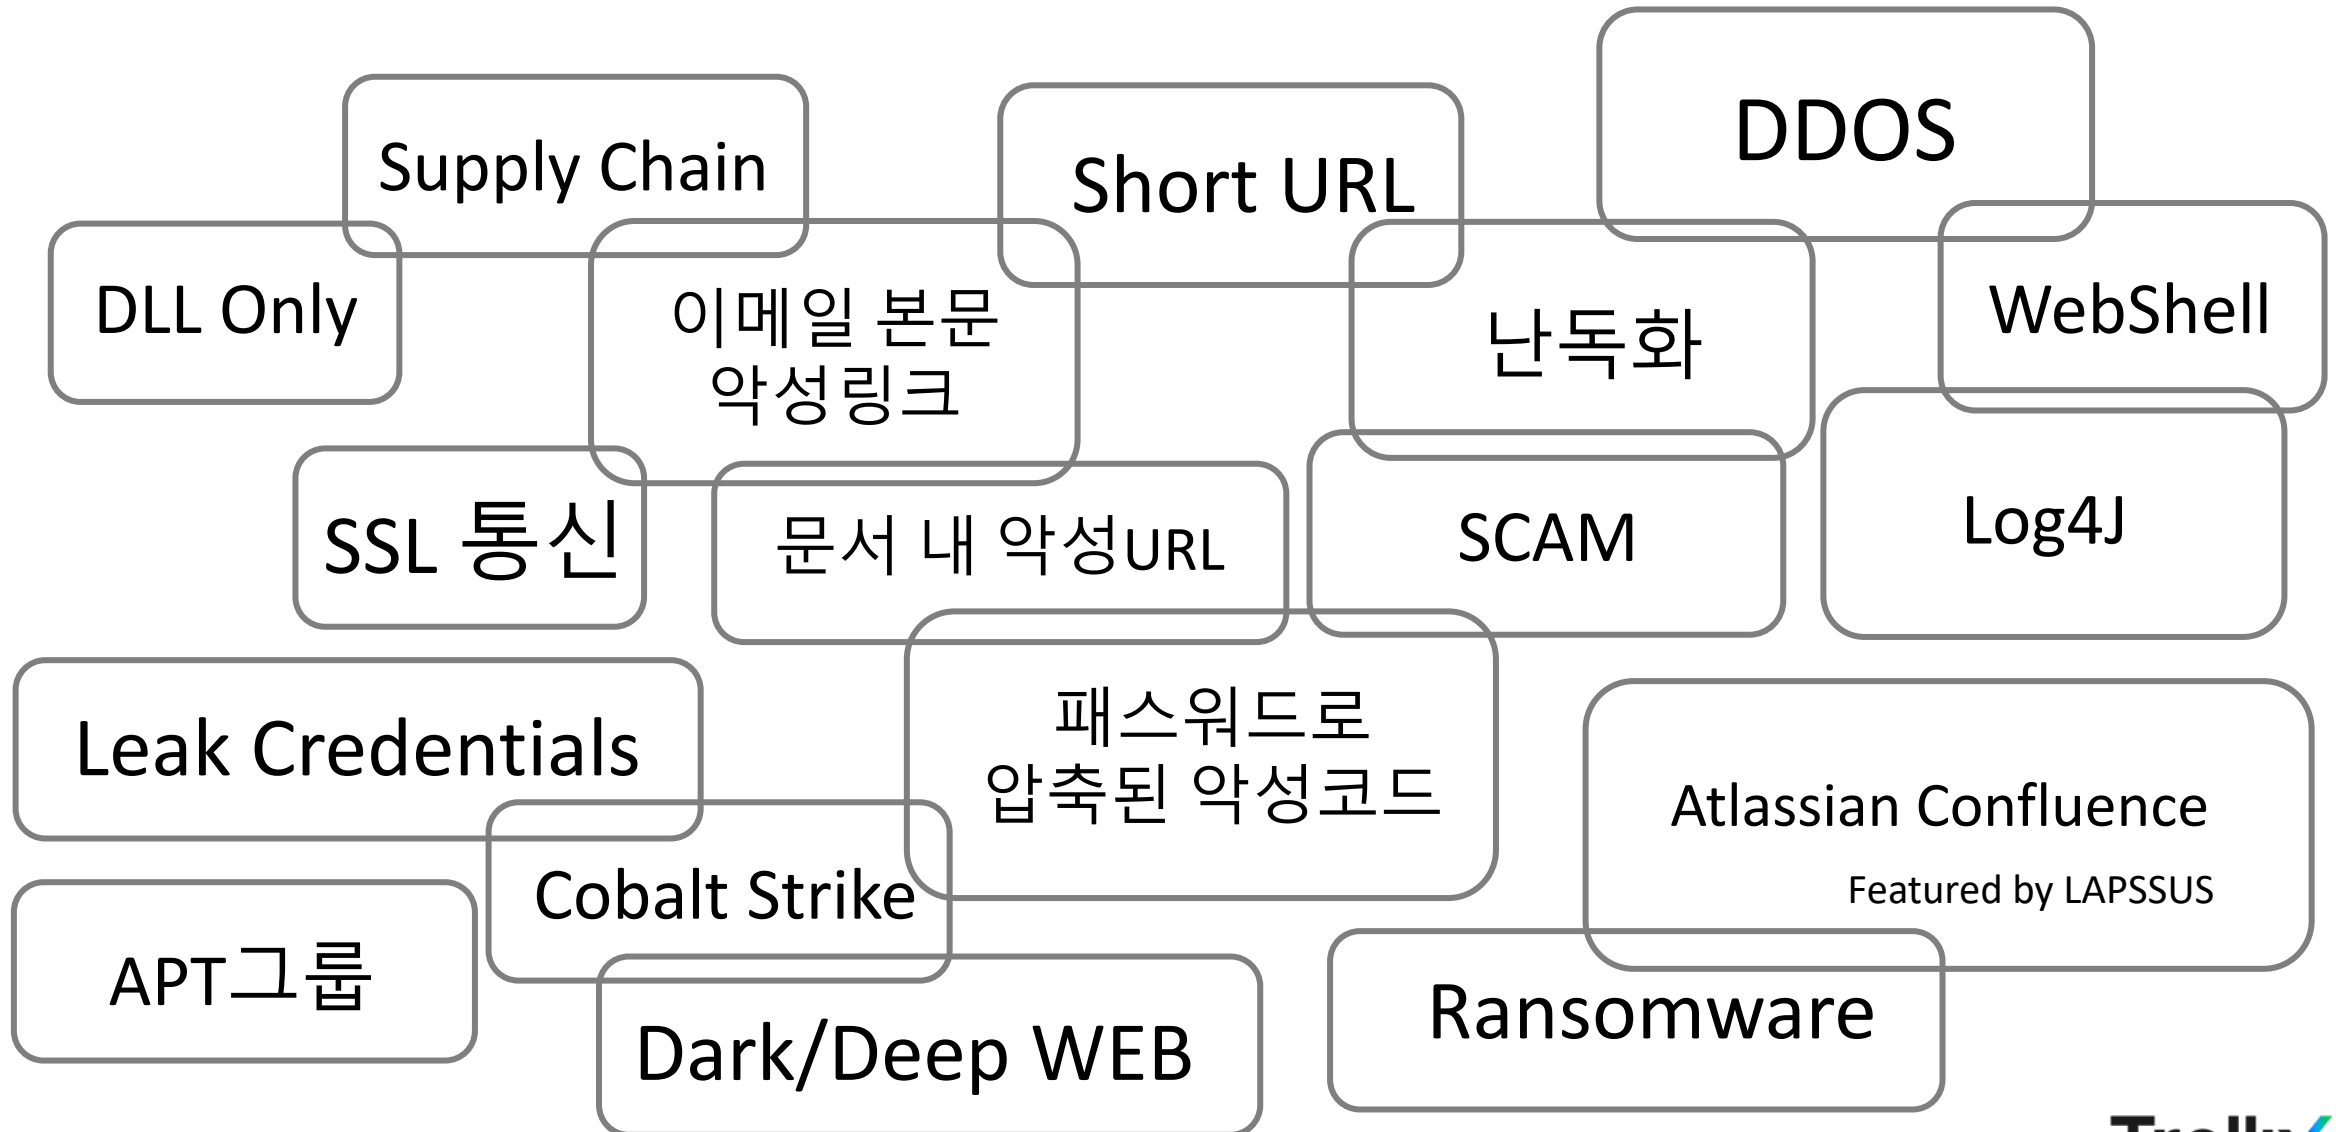 DDOS
Supply Chain
Short URL
DLL Only
이메일 본문
악성링크
난독화
WebShell
SSL 통신
문서 내 악성URL
SCAM
Log4J
Leak Credentials
패스워드로
압축된 악성코드
Atlassian Confluence
Featured by LAPSSUS
Cobalt Strike
APT그룹
Ransomware
Dark/Deep WEB